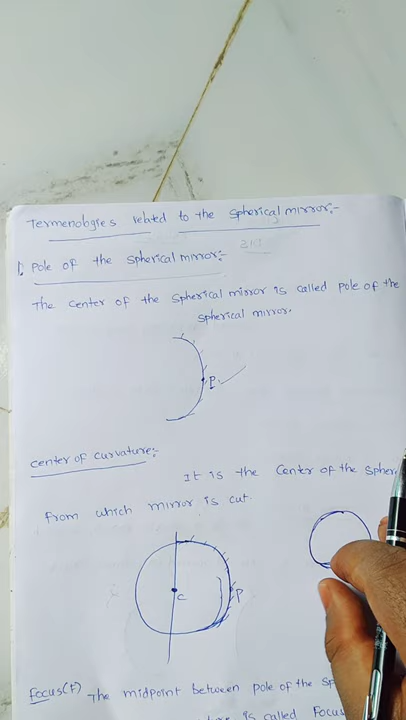 Termenologies related to the spherical mirror:-
1. Pole of the spherical mirror:-
The center of the spherical mirror is called pole of the
spherical mirror.
P.
center of curvature:-
It is the center of the spher
from which mirror is cut.
C
P
Focus(F) The midpoint between pole of the sp
is called Focus